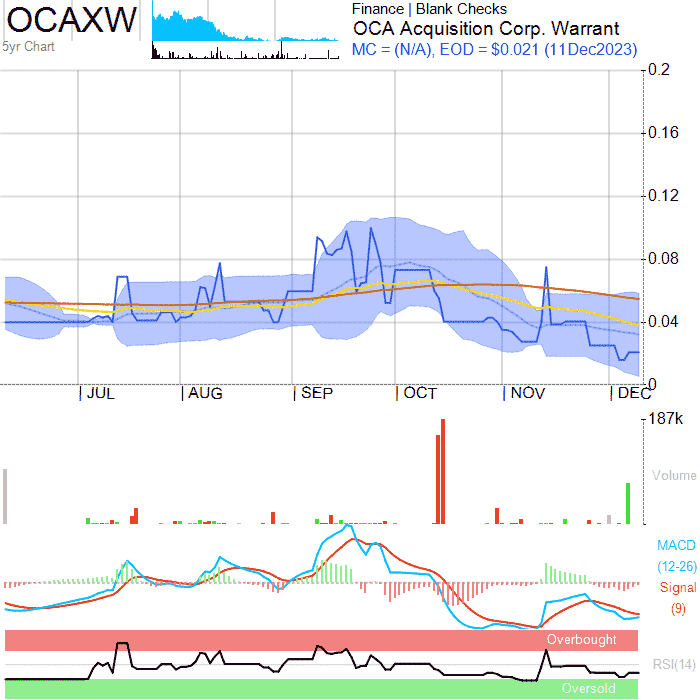 OCAXW
5yr Chart
Finance | Blank Checks
OCA Acquisition Corp. Warrant
MC = (N/A), EOD = $0.021 (11Dec2023)
0.2
0.16
0.12
0.08
0.04
0
JUL AUG SEP OCT NOV DEC
187k
Volume
MACD
(12-26)
Signal
(9)
Overbought
RSI(14)
Oversold